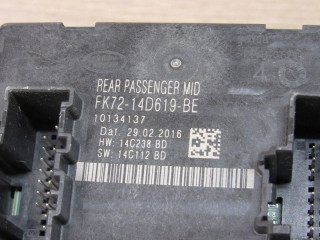 REAR PASSENGER MID
FK72-14D619-BE
10134137
Dat. 29.02.2016
HW: 14C238 BD
SW: 14C112 BD